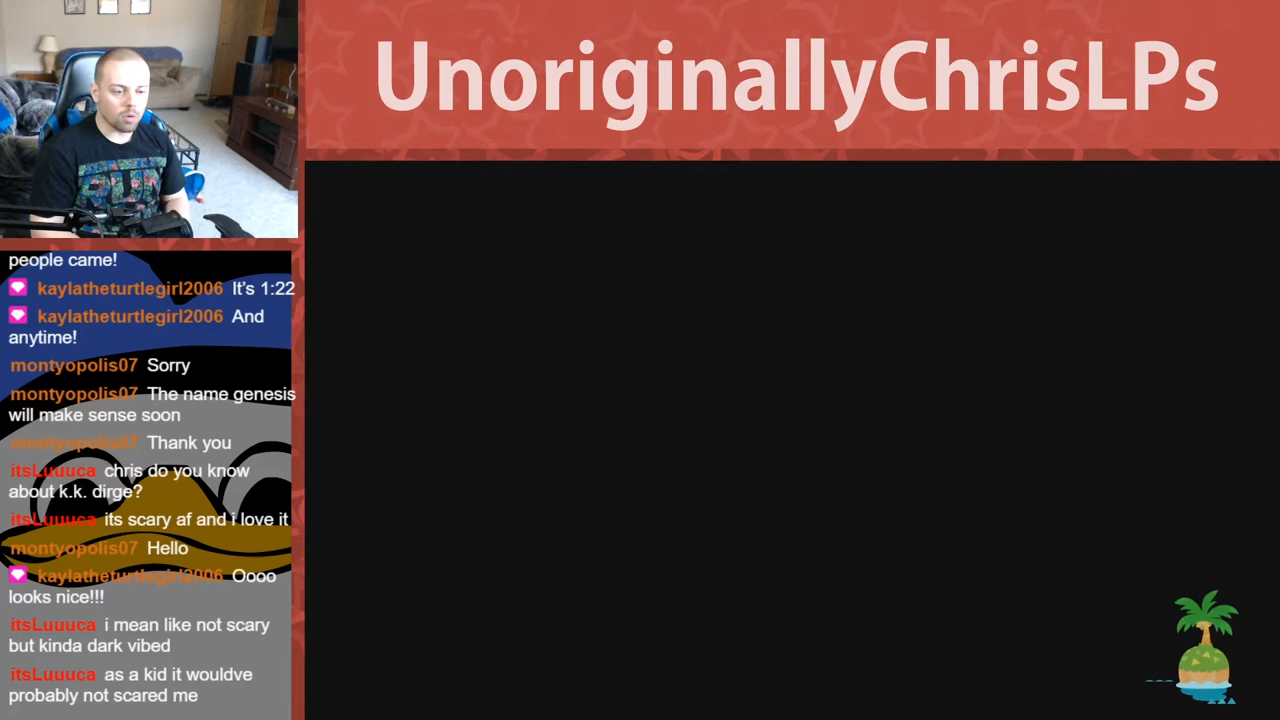 UnoriginallyChrisLPs
people came!
kaylatheturtlegirl2006 It's 1:22
kaylatheturtlegirl2006 And
anytime!
montyopolis07 Sorry
montyopolis07 The name genesis
will make sense soon
montyopolis07 Thank you
itsLuuuca chris do you know
about k.k. dirge?
itsLuuuca its scary af and i love it
montyopolis07 Hello
kaylatheturtlegirl2006 Oooo
looks nice!!!
itsLuuuca i mean like not scary
but kinda dark vibed
itsLuuuca as a kid it wouldve
probably not scared me